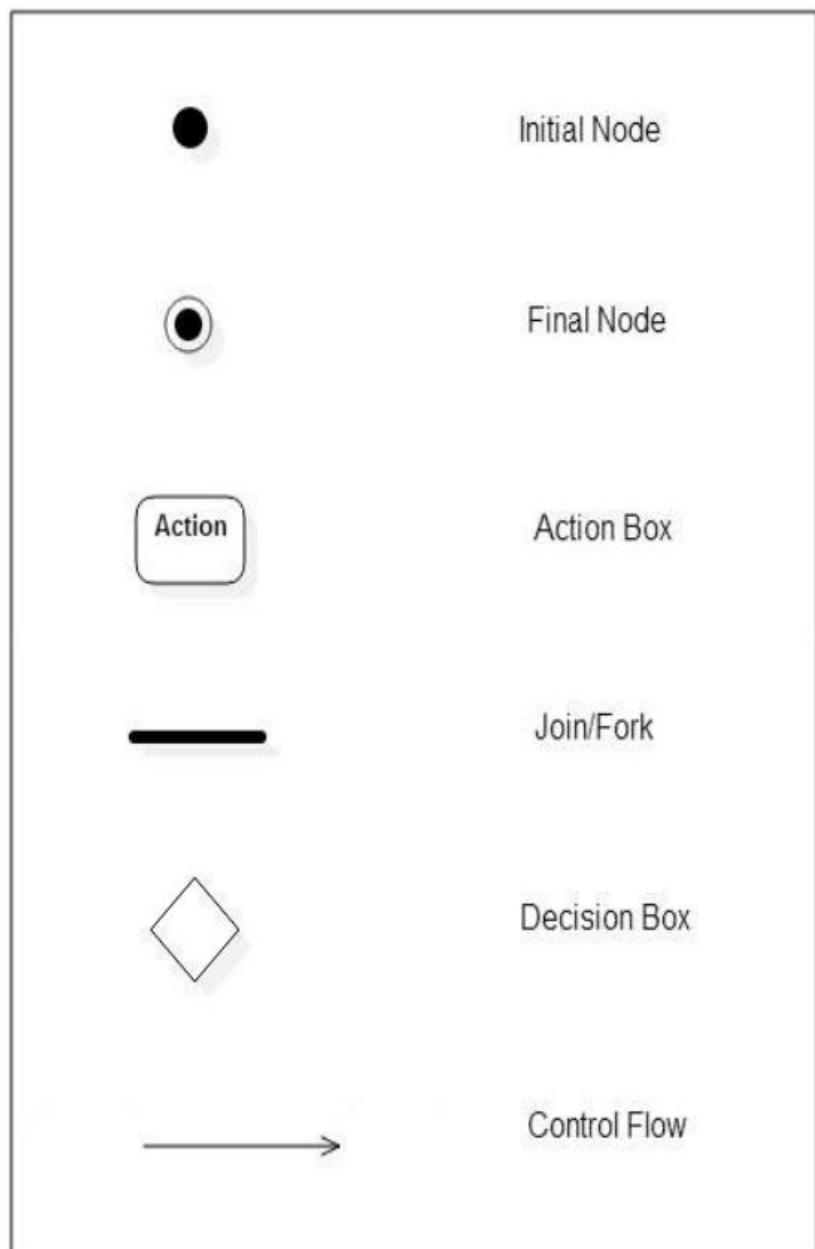 Initial Node
Final Node
Action
Action Box
Join/Fork
Decision Box
Control Flow